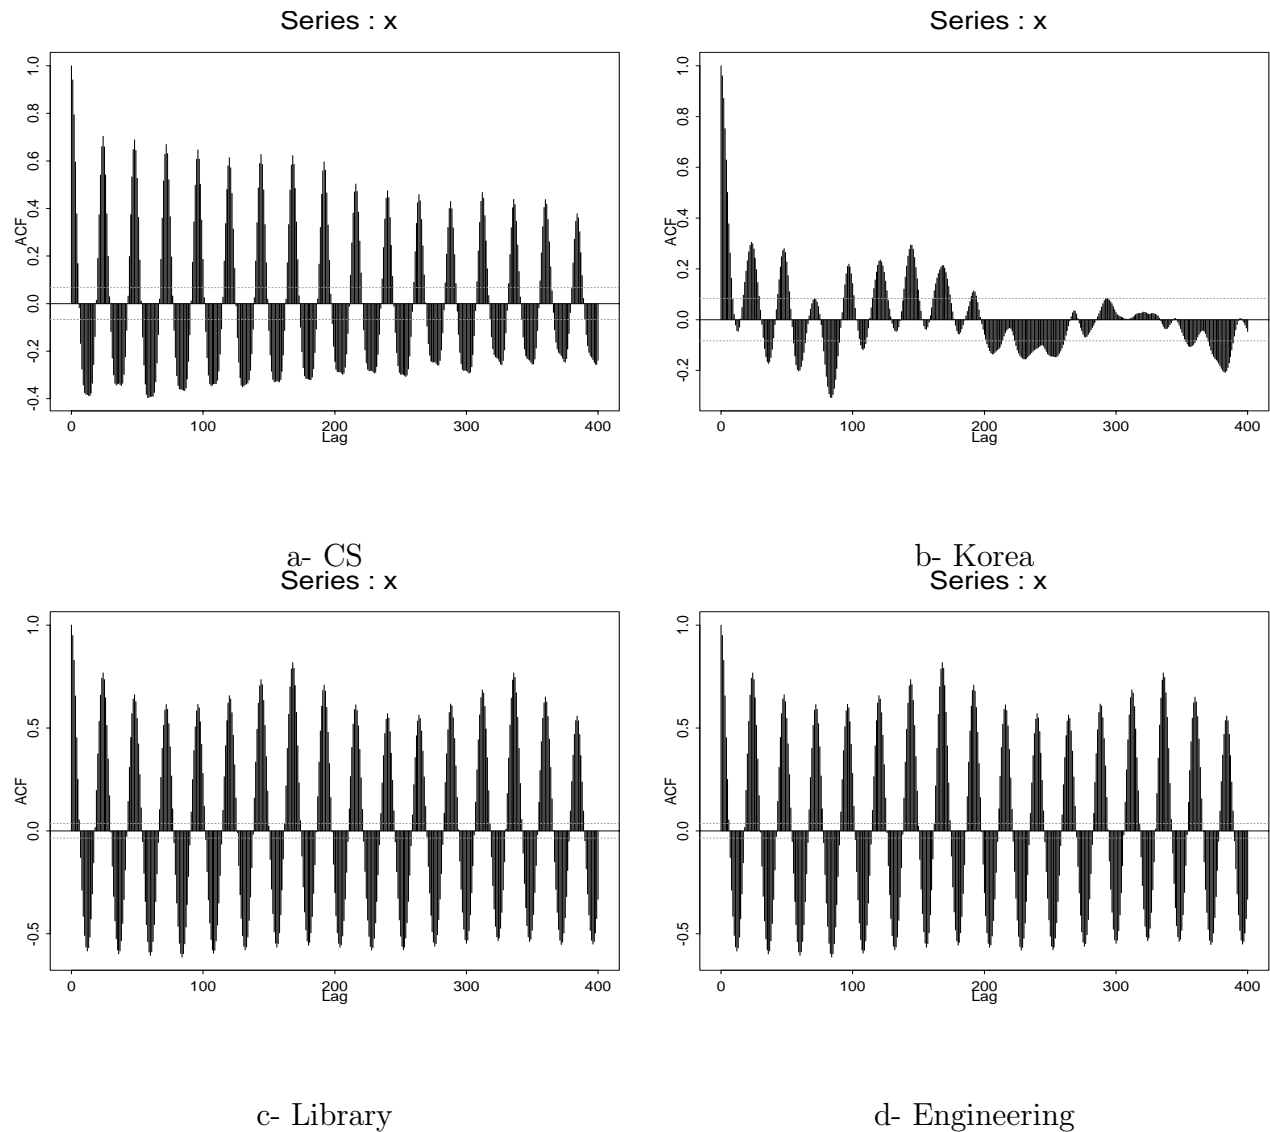 Series : x
ACF
-0.4 -0.2 0.0 0.2 0.4 0.6 0.8 1.0
0 100 200 300 400
Lag
a- CS
Series : x
ACF
-0.2 0.0 0.2 0.4 0.6 0.8 1.0
0 100 200 300 400
Lag
b- Korea
Series : x
ACF
-0.5 0.0 0.5 1.0
0 100 200 300 400
Lag
c- Library
Series : x
ACF
-0.5 0.0 0.5 1.0
0 100 200 300 400
Lag
d- Engineering